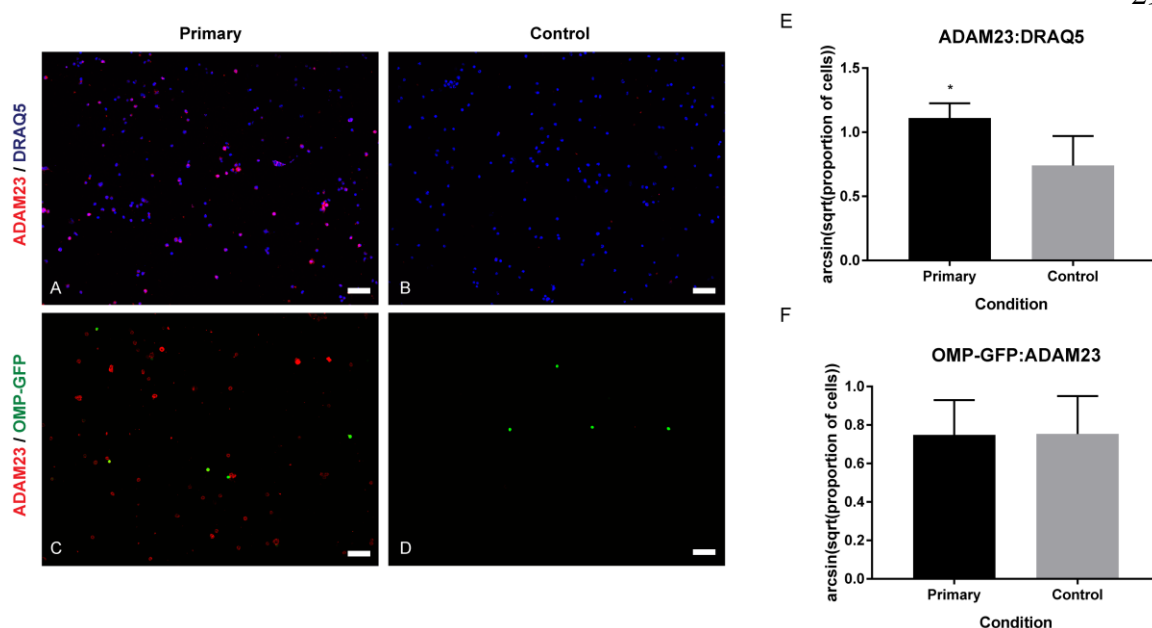 Primary
Control
ADAM23 / DRAQ5
A
B
ADAM23 / OMP-GFP
C
D
E
ADAM23:DRAQ5
arcsin(sqrt(proportion of cells))
1.5
1.0
0.5
0.0
*
Primary
Control
Condition
F
OMP-GFP:ADAM23
arcsin(sqrt(proportion of cells))
1.0
0.8
0.6
0.4
0.2
0.0
Primary
Control
Condition